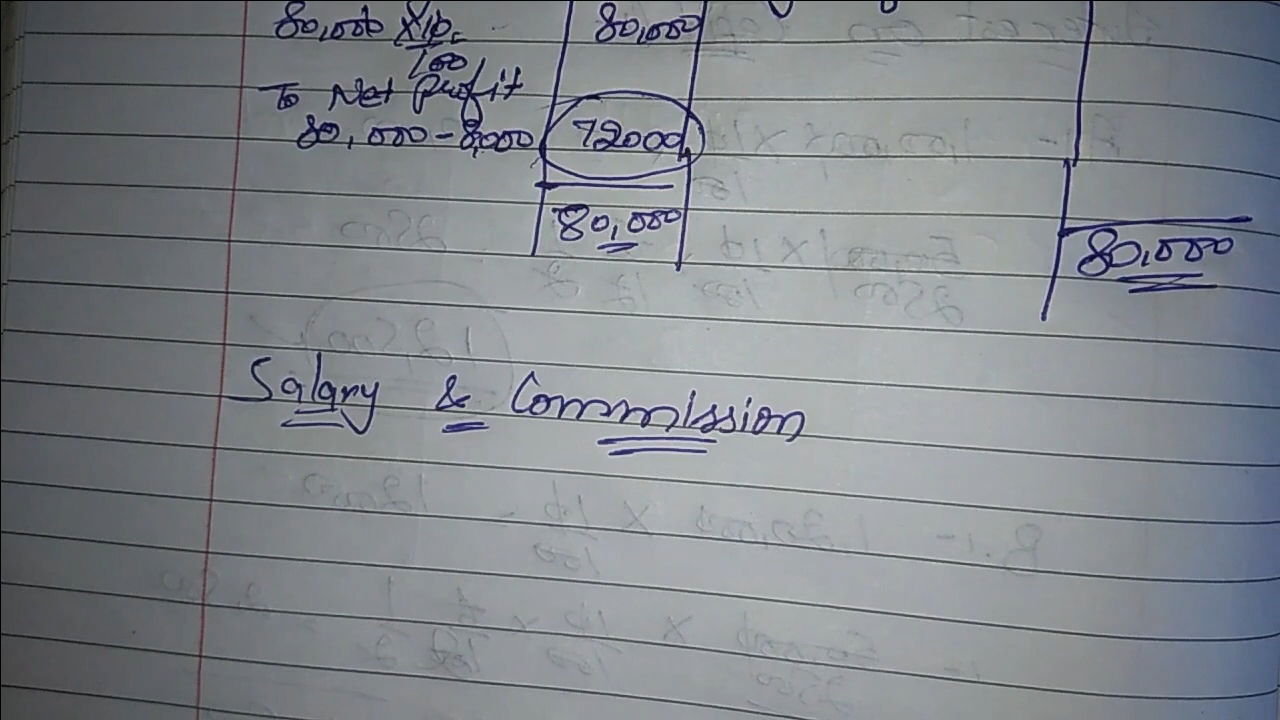 80,000 X 10 80,000
100
To Net Profit
80,000 - 8,000 72000
80,000 80,000
Salary & Commission